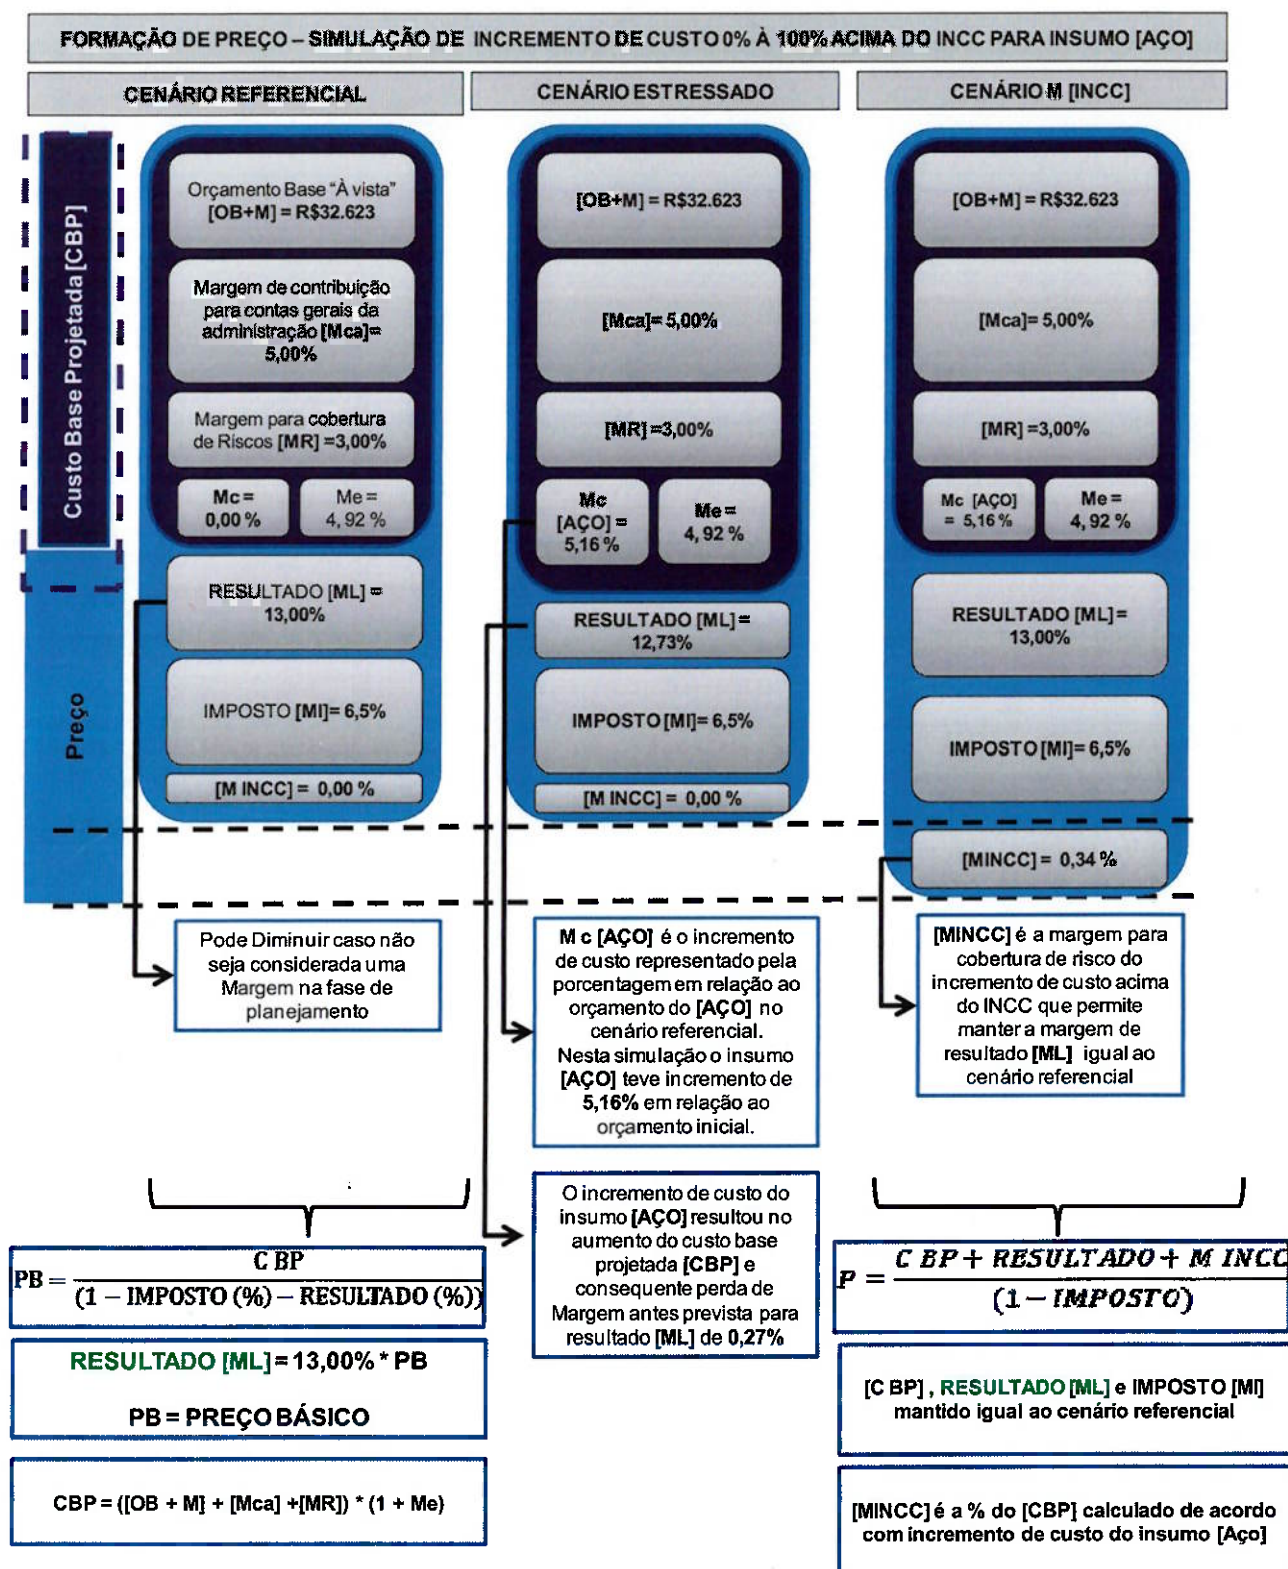 FORMAÇÃO DE PREÇO – SIMULAÇÃO DE INCREMENTO DE CUSTO 0% À 100% ACIMA DO INCC PARA INSUMO [AÇO]
CENÁRIO REFERENCIAL
CENÁRIO ESTRESSADO
CENÁRIO M [INCC]
Custo Base Projetada [CBP]
Preço
Orçamento Base "À vista"
[OB+M] = R$32.623
Margem de contribuição
para contas gerais da
administração [Mca]=
5,00%
Margem para cobertura
de Riscos [MR] =3,00%
Mc =
0,00 %
Me =
4, 92 %
RESULTADO [ML] =
13,00%
IMPOSTO [MI]= 6,5%
[M INCC] = 0,00 %
[OB+M] = R$32.623
[Mca]= 5,00%
[MR] =3,00%
Mc
[AÇO] =
5,16 %
Me =
4, 92 %
RESULTADO [ML] =
12,73%
IMPOSTO [MI]= 6,5%
[M INCC] = 0,00 %
[OB+M] = R$32.623
[Mca]= 5,00%
[MR] =3,00%
Mc [AÇO]
= 5,16 %
Me =
4, 92 %
RESULTADO [ML] =
13,00%
IMPOSTO [MI]= 6,5%
[MINCC] = 0,34 %
Pode Diminuir caso não
seja considerada uma
Margem na fase de
planejamento
M c [AÇO] é o incremento
de custo representado pela
porcentagem em relação ao
orçamento do [AÇO] no
cenário referencial.
Nesta simulação o insumo
[AÇO] teve incremento de
5,16% em relação ao
orçamento inicial.
[MINCC] é a margem para
cobertura de risco do
incremento de custo acima
do INCC que permite
manter a margem de
resultado [ML] igual ao
cenário referencial
O incremento de custo do
insumo [AÇO] resultou no
aumento do custo base
projetada [CBP] e
consequente perda de
Margem antes prevista para
resultado [ML] de 0,27%
PB = C BP / (1 − IMPOSTO (%) − RESULTADO (%))
RESULTADO [ML] = 13,00% * PB
PB = PREÇO BÁSICO
CBP = ([OB + M] + [Mca] +[MR]) * (1 + Me)
P = C BP + RESULTADO + M INCC / (1 − IMPOSTO)
[C BP] , RESULTADO [ML] e IMPOSTO [MI]
mantido igual ao cenário referencial
[MINCC] é a % do [CBP] calculado de acordo
com incremento de custo do insumo [Aço]